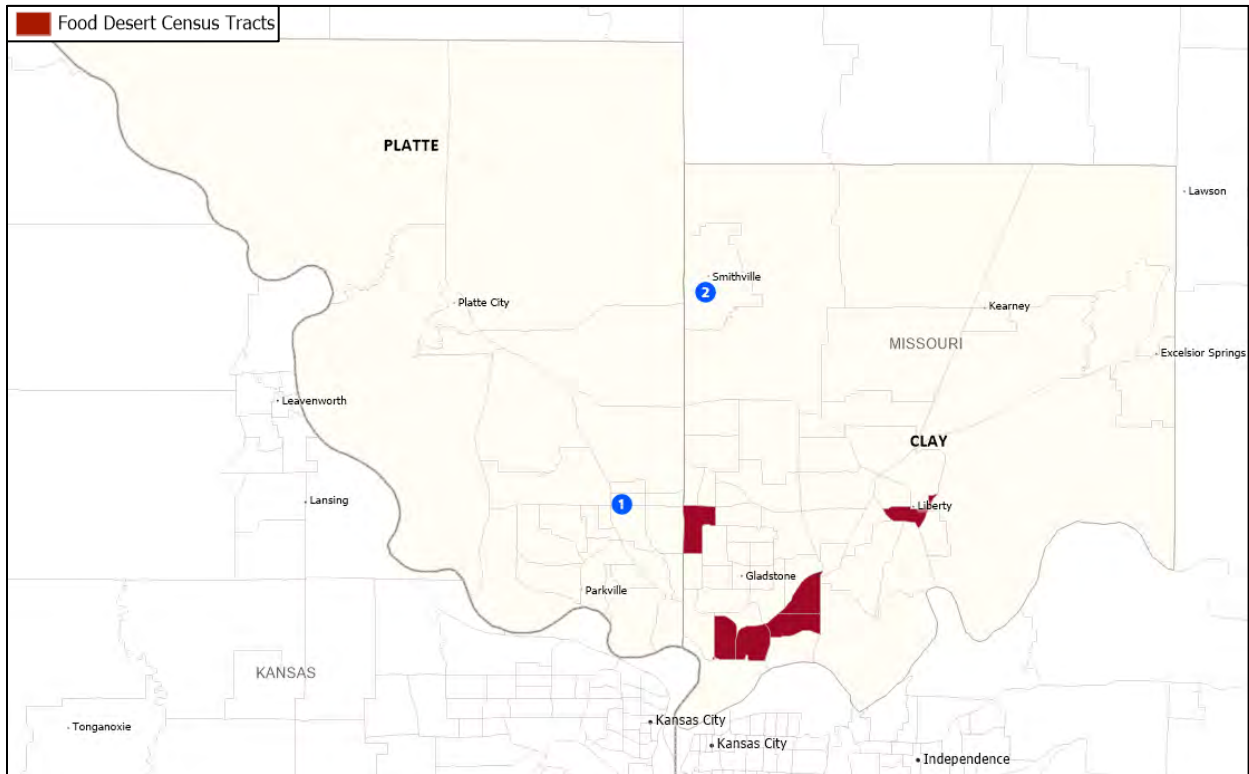 Food Desert Census Tracts
PLATTE
Lawson
Smithville
2
Platte City
Kearney
MISSOURI
Excelsior Springs
Leavenworth
CLAY
Lansing
1
Liberty
Gladstone
Parkville
KANSAS
Tonganoxie
Kansas City
Kansas City
Independence